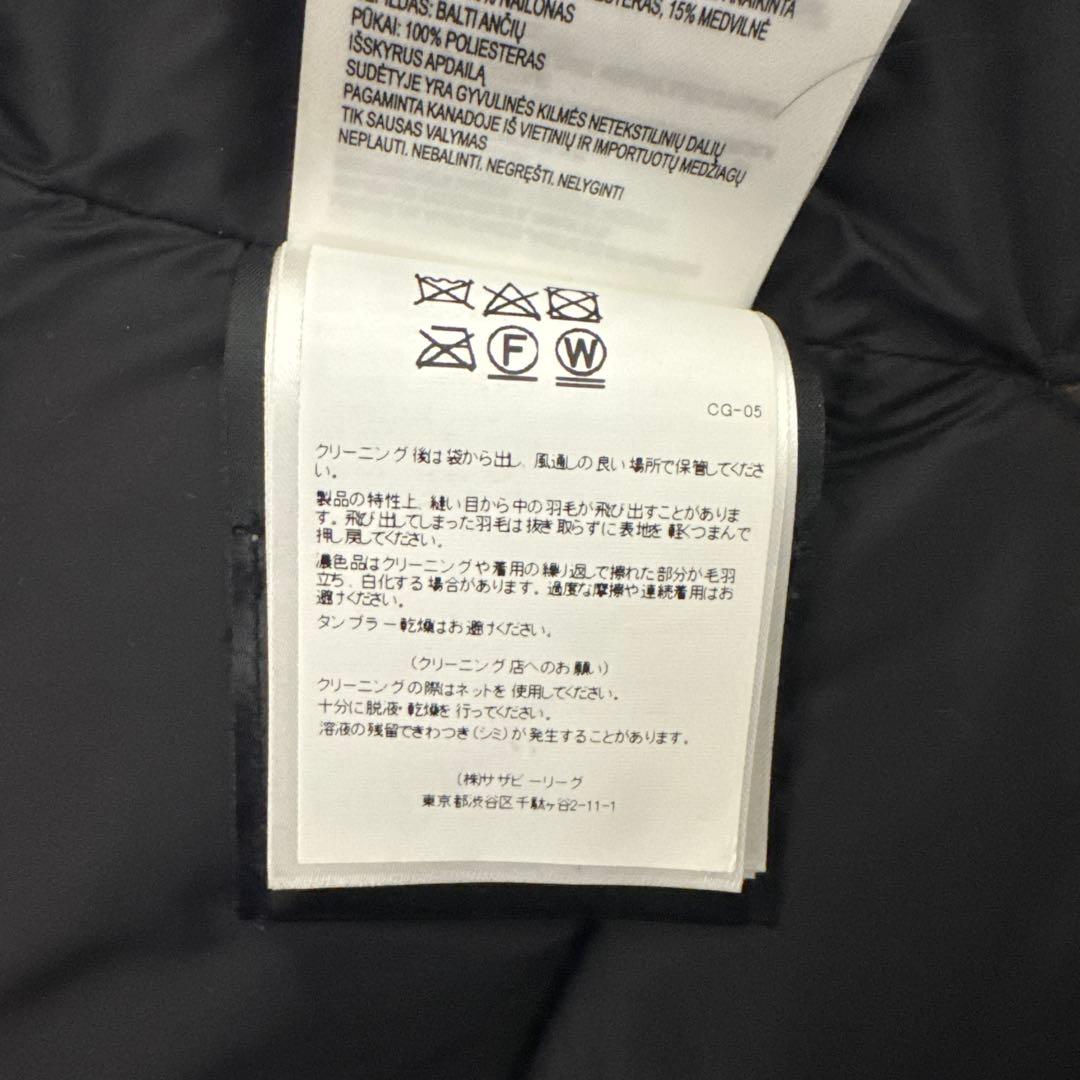 15% MEDVILNĖ
BALTI ANČIŲ
PŪKAI: 100% POLIESTERAS
IŠSKYRUS APDAILĄ
SUDĖTYJE YRA GYVULINĖS KILMĖS NETEKSTILINIŲ DALIŲ
PAGAMINTA KANADOJE IŠ VIETINIŲ IR IMPORTUOTŲ MEDŽIAGŲ
TIK SAUSAS VALYMAS
NEPLAUTI. NEBALINTI. NEGRĘŠTI. NELYGINTI
F W
CG-05
クリーニング後は袋から出し、風通しの良い場所で保管してくださ
い。
製品の特性上、縫い目から中の羽毛が飛び出すことがありま
す。飛び出してしまった羽毛は抜き取らずに表地を軽くつまんで
押し戻してください。
濃色品はクリーニングや着用の繰り返しで擦れた部分が毛羽
立ち、白化する場合があります。過度な摩擦や連続着用はお
避けください。
タンブラー乾燥はお避けください。
(クリーニング店へのお願い)
クリーニングの際はネットを使用してください。
十分に脱液・乾燥を行ってください。
溶液の残留できわつき(シミ)が発生することがあります。
(株)サザビーリーグ
東京都渋谷区千駄ヶ谷2-11-1